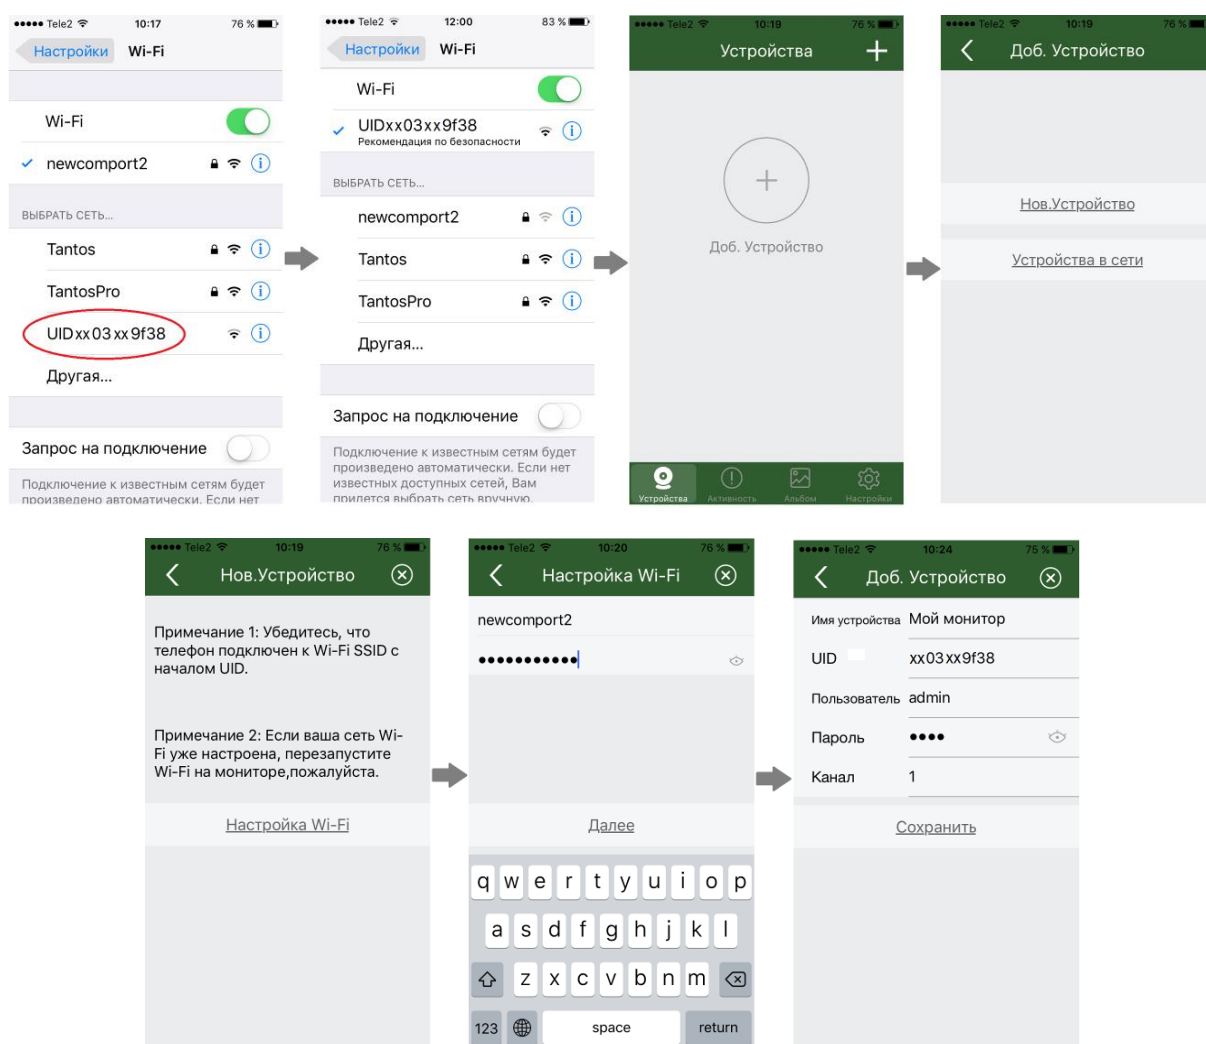 Tele2 10:17 76 %
Настройки Wi-Fi
Wi-Fi
newcomport2
ВЫБРАТЬ СЕТЬ...
Tantos
TantosPro
UIDxx03xx9f38
Другая...
Запрос на подключение
Подключение к известным сетям будет
произведено автоматически. Если нет
Tele2 12:00 83 %
Настройки Wi-Fi
Wi-Fi
UIDxx03xx9f38
Рекомендация по безопасности
ВЫБРАТЬ СЕТЬ...
newcomport2
Tantos
TantosPro
Другая...
Запрос на подключение
Подключение к известным сетям будет
произведено автоматически. Если нет
известных доступных сетей, Вам
придется выбрать сеть вручную.
Tele2 10:19 76 %
Устройства
Доб. Устройство
Устройства Активность Альбом Настройки
Tele2 10:19 76 %
Доб. Устройство
Нов.Устройство
Устройства в сети
Tele2 10:19 76 %
Нов.Устройство
Примечание 1: Убедитесь, что
телефон подключен к Wi-Fi SSID с
началом UID.
Примечание 2: Если ваша сеть Wi-
Fi уже настроена, перезапустите
Wi-Fi на мониторе,пожалуйста.
Настройка Wi-Fi
Tele2 10:20 76 %
Настройка Wi-Fi
newcomport2
Далее
q w e r t y u i o p
a s d f g h j k l
z x c v b n m
123 space return
Tele2 10:24 75 %
Доб. Устройство
Имя устройства Мой монитор
UID xx03xx9f38
Пользователь admin
Пароль
Канал 1
Сохранить